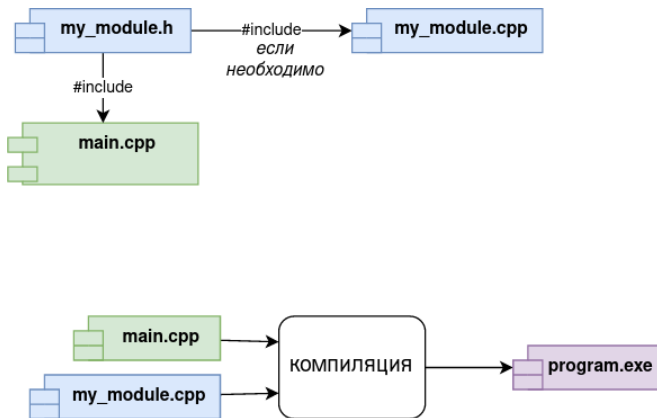 my_module.h
#include
если
необходимо
my_module.cpp
#include
main.cpp
main.cpp
my_module.cpp
КОМПИЛЯЦИЯ
program.exe